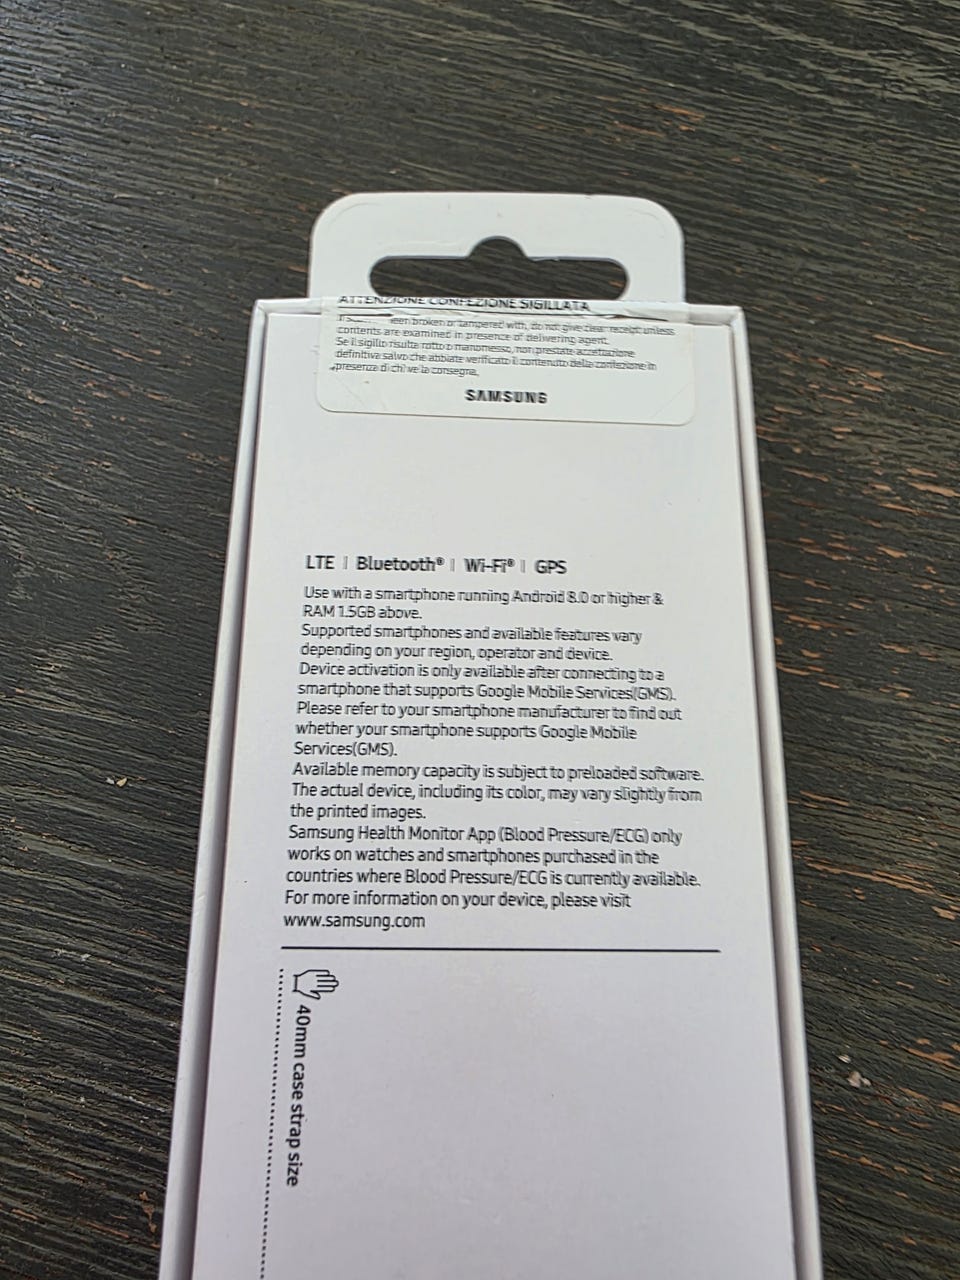 ATTENZIONE CONFEZIONE SIGILLATA
been broken or tampered with, do not give clear receipt unless
contents are examined in presence of delivering agent.
Se il sigillo risulta rotto o manomesso, non prestate accettazione
definitiva salvo che abbiate verificato il contenuto della confezione in
presenza di chi ve la consegna.
SAMSUNG
LTE | Bluetooth® | Wi-Fi® | GPS
Use with a smartphone running Android 8.0 or higher &
RAM 1.5GB above.
Supported smartphones and available features vary
depending on your region, operator and device.
Device activation is only available after connecting to a
smartphone that supports Google Mobile Services(GMS).
Please refer to your smartphone manufacturer to find out
whether your smartphone supports Google Mobile
Services(GMS).
Available memory capacity is subject to preloaded software.
The actual device, including its color, may vary slightly from
the printed images.
Samsung Health Monitor App (Blood Pressure/ECG) only
works on watches and smartphones purchased in the
countries where Blood Pressure/ECG is currently available.
For more information on your device, please visit
www.samsung.com
40mm case strap size